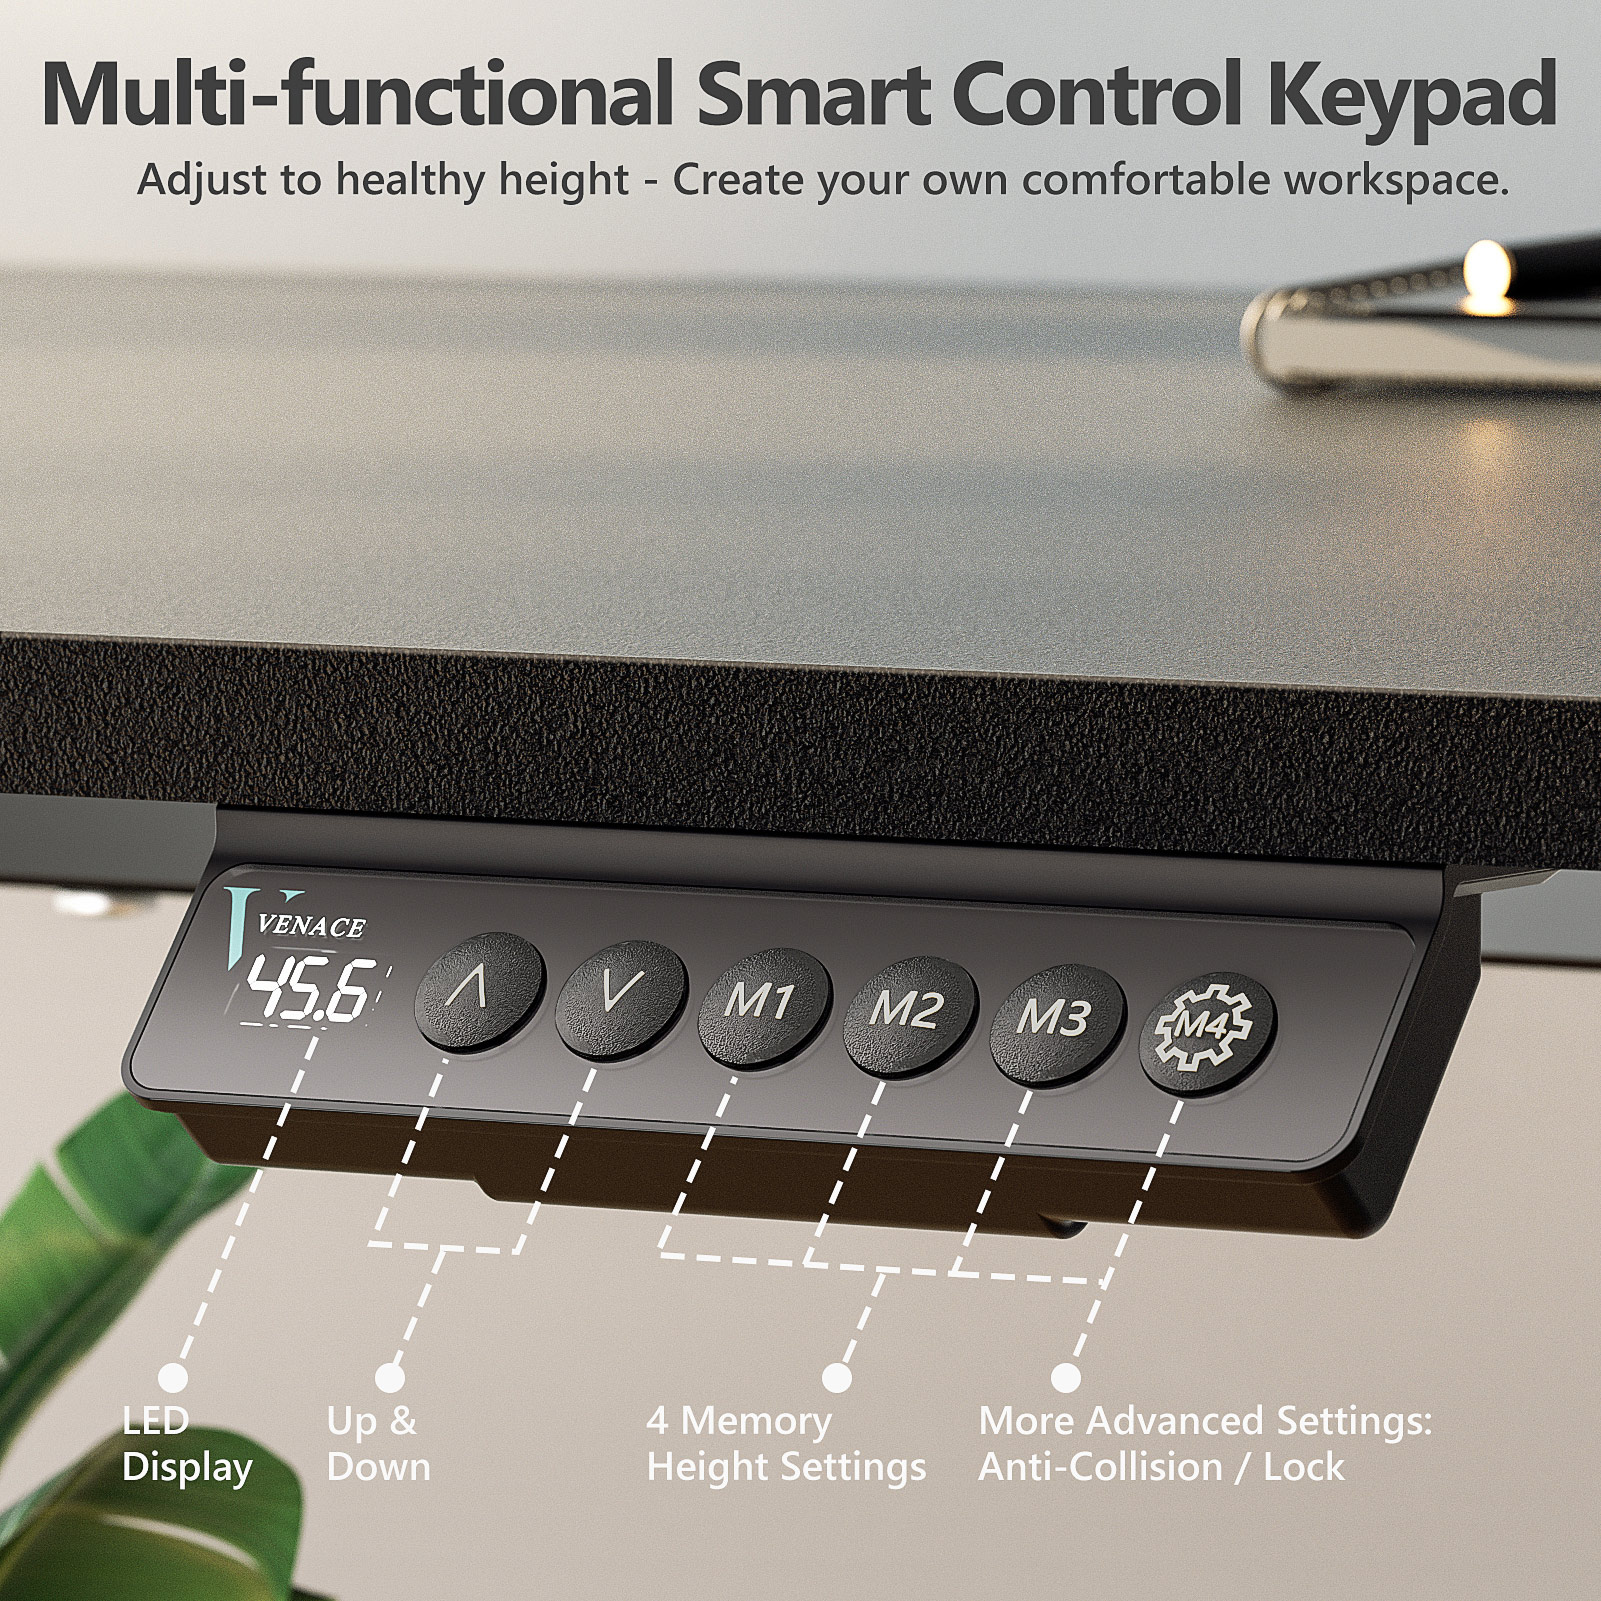 Multi-functional Smart Control Keypad
Adjust to healthy height - Create your own comfortable workspace.
V VENACE
45.6
M1 M2 M3 M4
LED
Display
Up &
Down
4 Memory
Height Settings
More Advanced Settings:
Anti-Collision / Lock